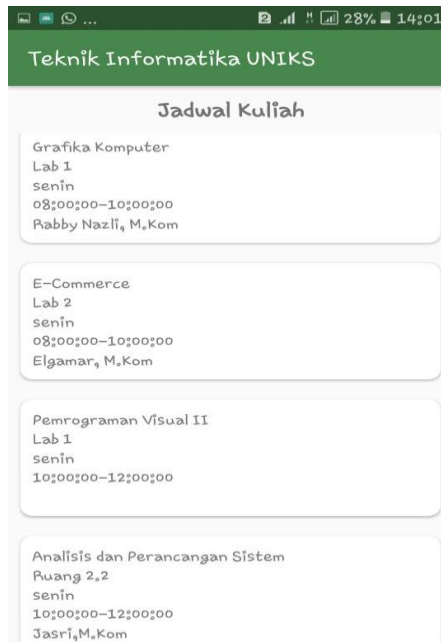 ... 2 28% 14:01
Teknik Informatika UNIKS
Jadwal Kuliah
Grafika Komputer
Lab 1
senin
08:00:00-10:00:00
Rabby Nazli, M.Kom
E-Commerce
Lab 2
senin
08:00:00-10:00:00
Elgamar, M.Kom
Pemrograman Visual II
Lab 1
senin
10:00:00-12:00:00
Analisis dan Perancangan Sistem
Ruang 2.2
senin
10:00:00-12:00:00
Jasri,M.Kom